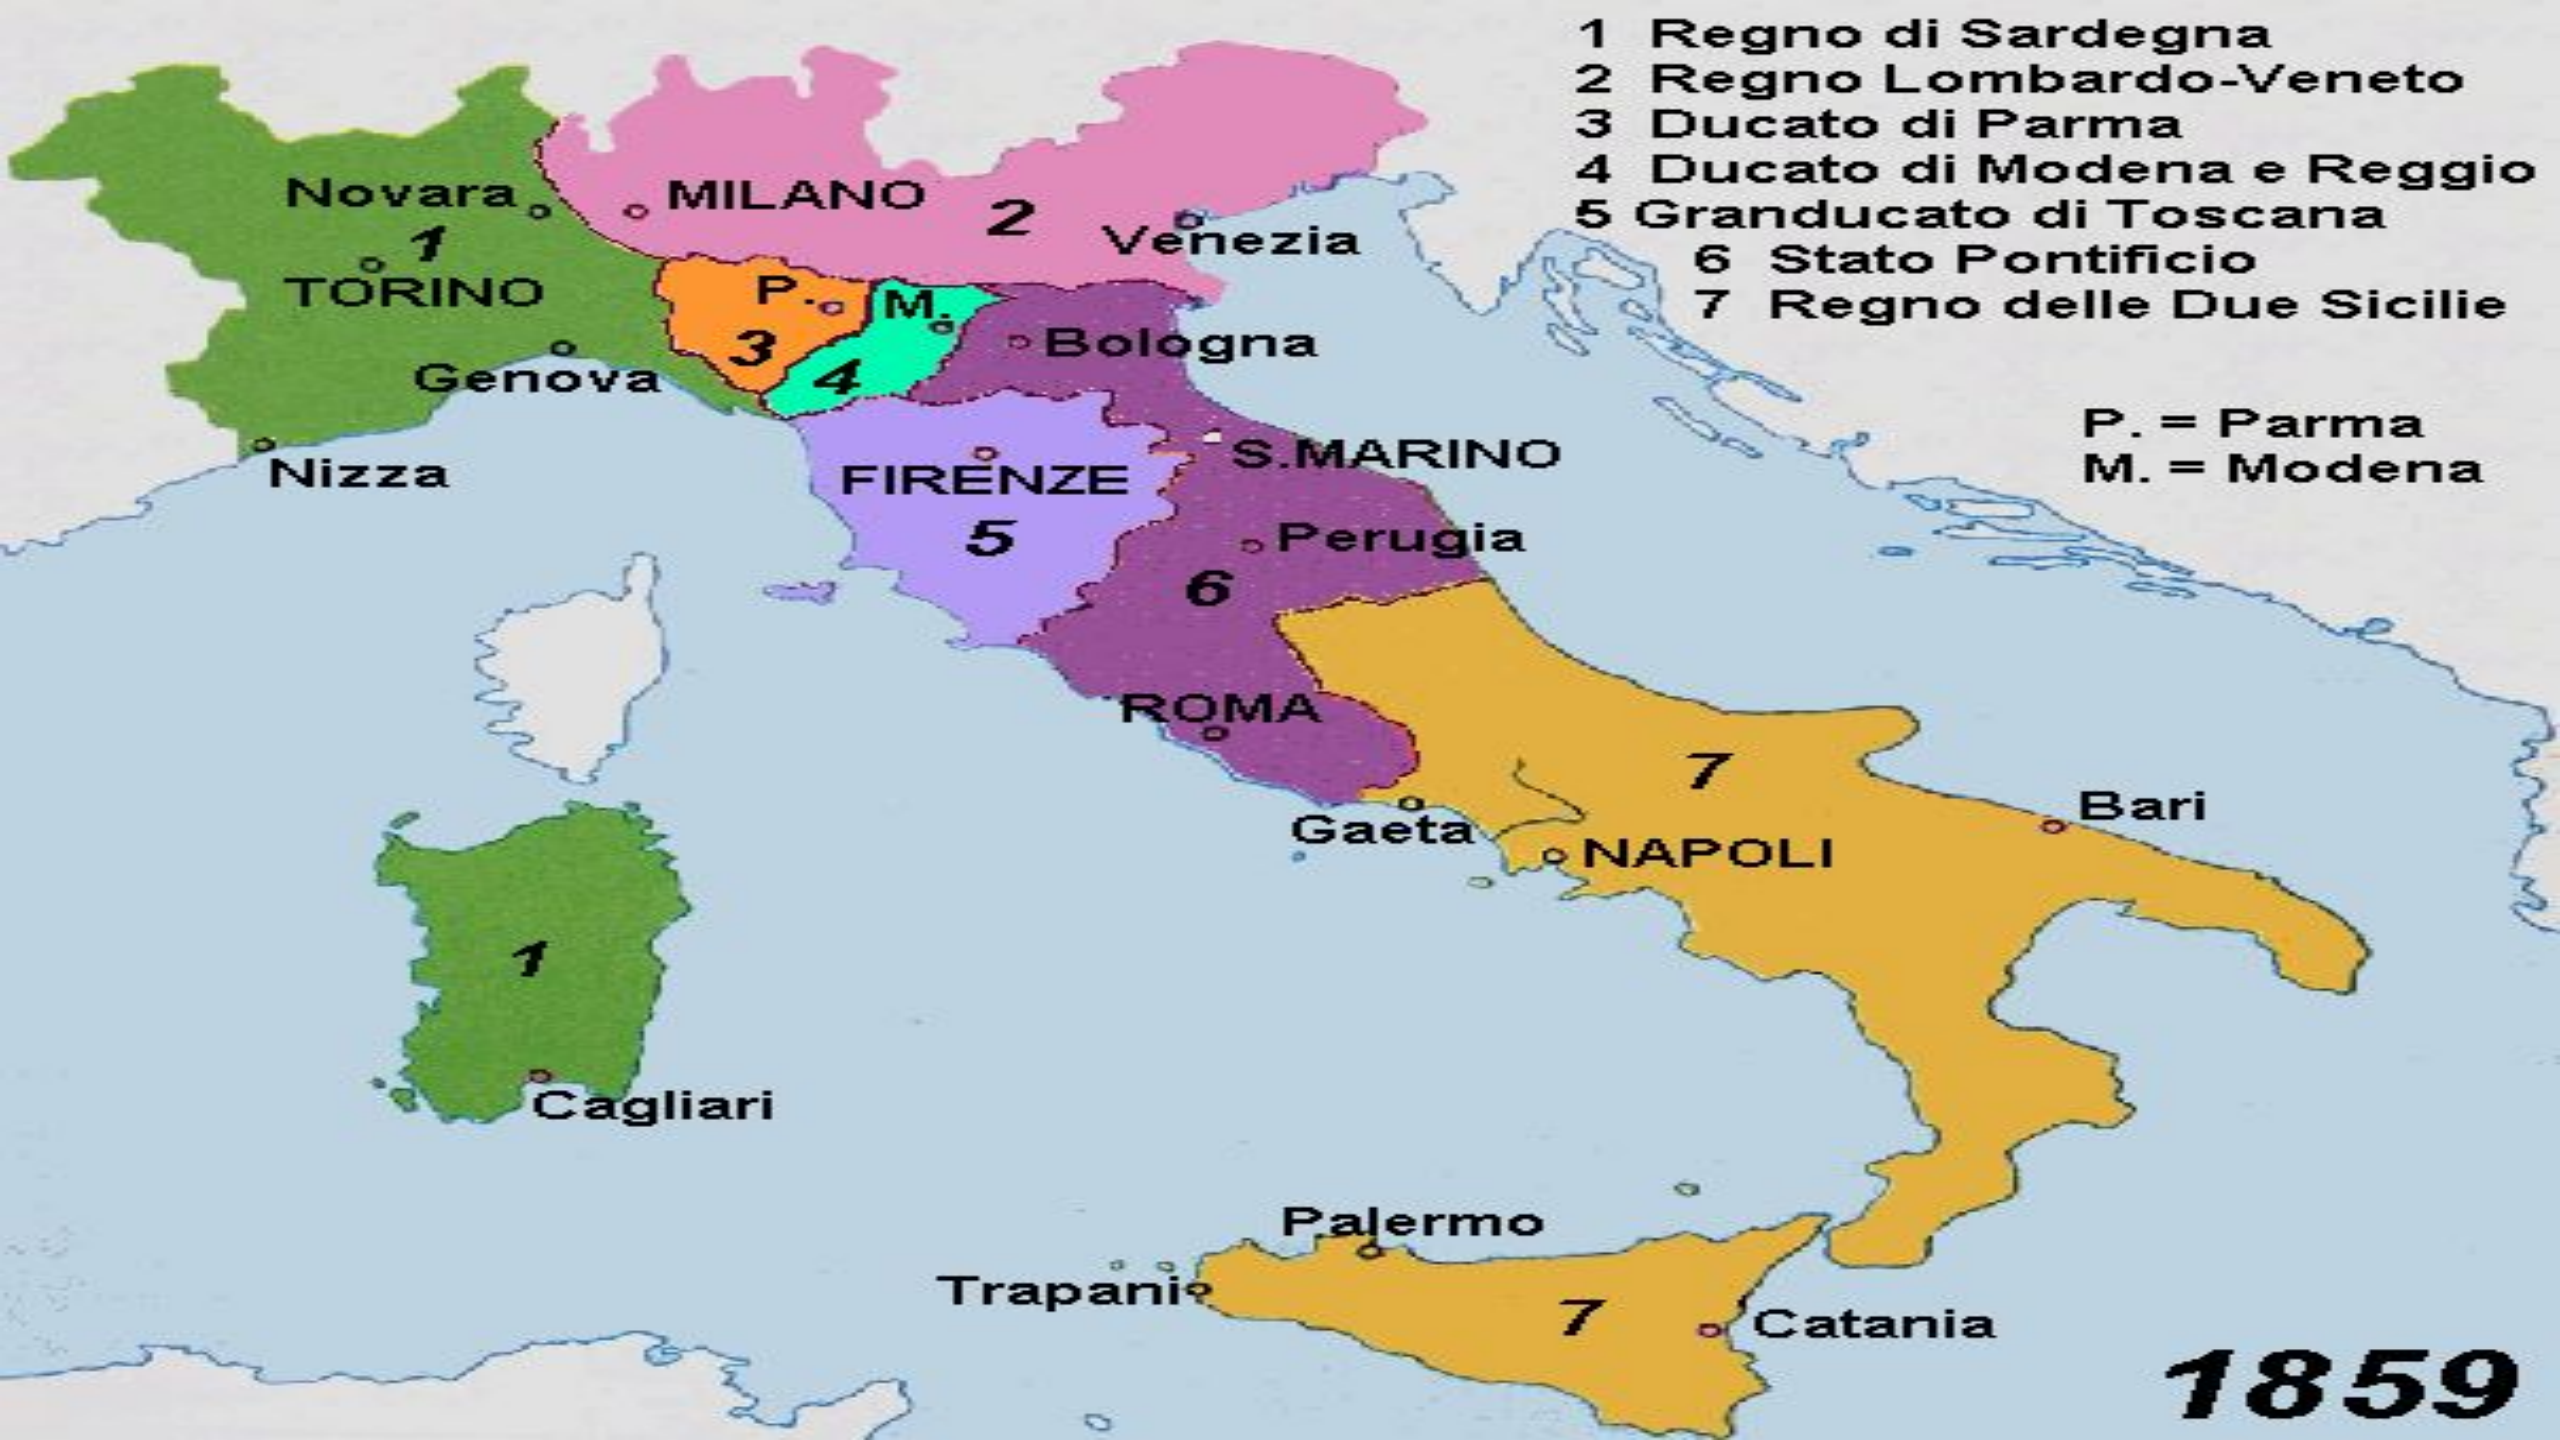 1 Regno di Sardegna
2 Regno Lombardo-Veneto
3 Ducato di Parma
4 Ducato di Modena e Reggio
5 Granducato di Toscana
6 Stato Pontificio
7 Regno delle Due Sicilie
P. = Parma
M. = Modena
Novara
MILANO
1
2
Venezia
TORINO
P.
M.
3
Bologna
4
Genova
S.MARINO
Nizza
FIRENZE
5
Perugia
6
ROMA
7
Bari
Gaeta
NAPOLI
1
Cagliari
Palermo
Trapani
7
Catania
1859